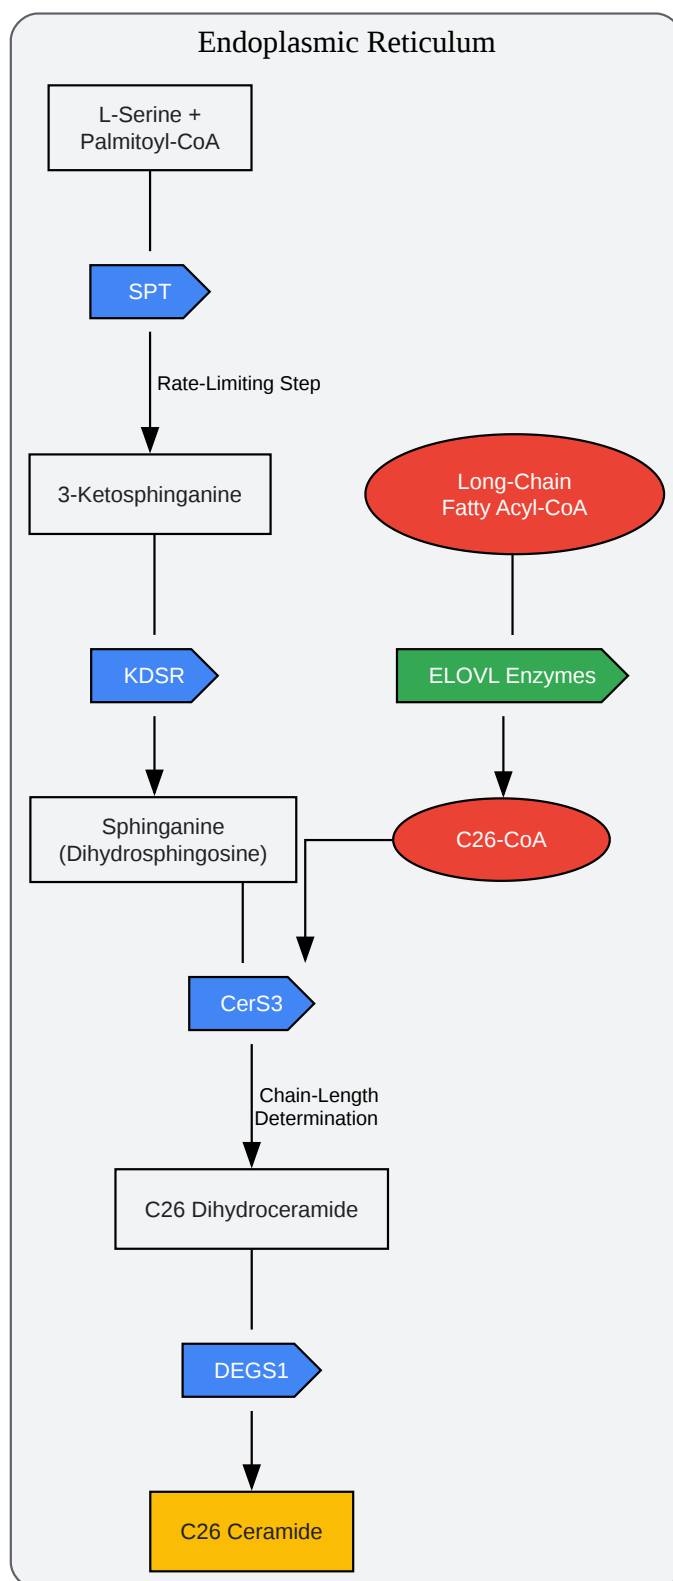 Endoplasmic Reticulum
L-Serine +
Palmitoyl-CoA
SPT
Rate-Limiting Step
3-Ketosphinganine
Long-Chain
Fatty Acyl-CoA
KDSR
ELOVL Enzymes
Sphinganine
(Dihydrosphingosine)
C26-CoA
CerS3
Chain-Length
Determination
C26 Dihydroceramide
DEGS1
C26 Ceramide